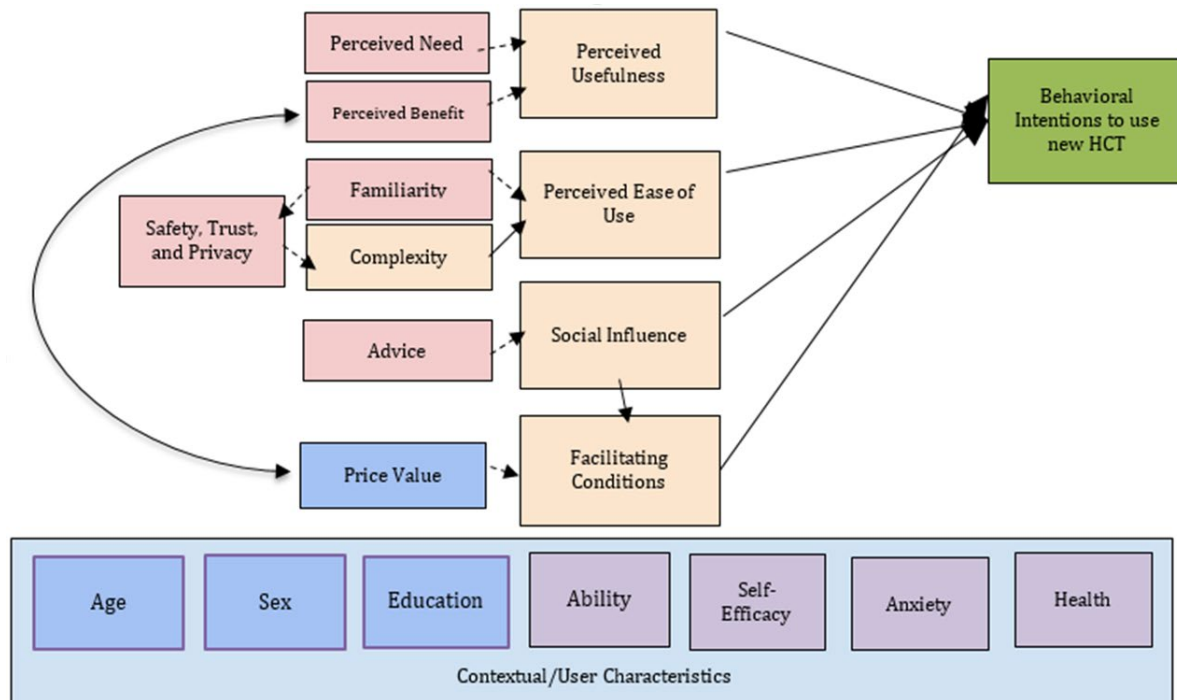 Perceived Need
Perceived
Usefulness
Perceived Benefit
Behavioral
Intentions to use
new HCT
Familiarity
Perceived Ease of
Use
Safety, Trust,
and Privacy
Complexity
Advice
Social Influence
Price Value
Facilitating
Conditions
Age
Sex
Education
Ability
Self-
Efficacy
Anxiety
Health
Contextual/User Characteristics